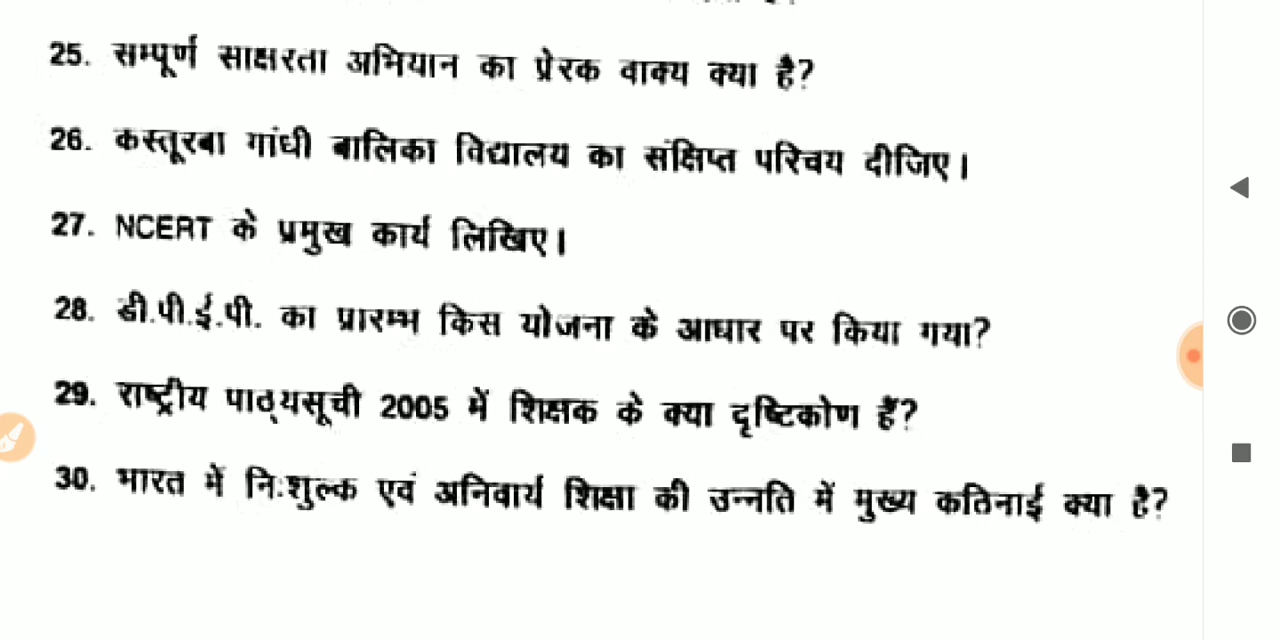 25. सम्पूर्ण साक्षरता अभियान का प्रेरक वाक्य क्या है?
26. कस्तूरबा गांधी बालिका विद्यालय का संक्षिप्त परिचय दीजिए।
27. NCERT के प्रमुख कार्य लिखिए।
28. डी.पी.ई.पी. का प्रारम्भ किस योजना के आधार पर किया गया?
29. राष्ट्रीय पाठ्यसूची 2005 में शिक्षक के क्या दृष्टिकोण हैं?
30. भारत में निःशुल्क एवं अनिवार्य शिक्षा की उन्नति में मुख्य कठिनाई क्या है?